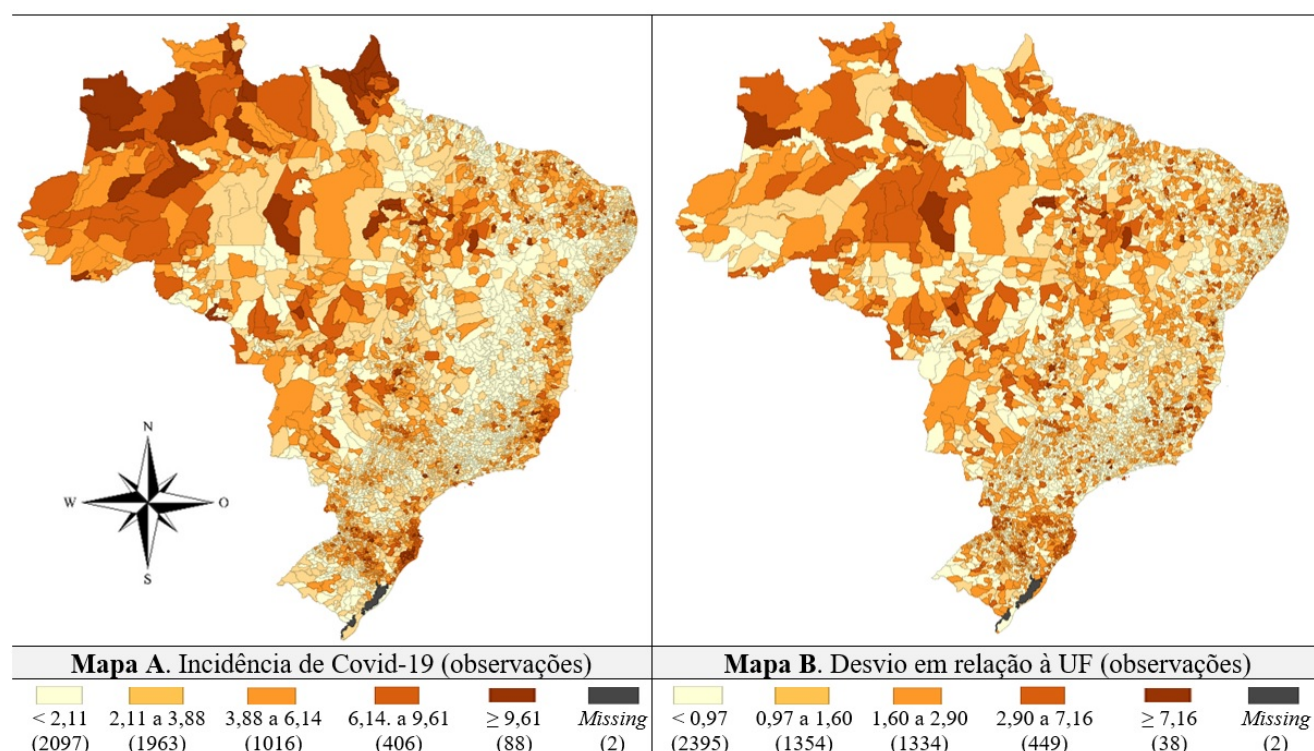 N
W O
S
Mapa A. Incidência de Covid-19 (observações)
< 2,11 2,11 a 3,88 3,88 a 6,14 6,14. a 9,61 ≥ 9,61 Missing
(2097) (1963) (1016) (406) (88) (2)
Mapa B. Desvio em relação à UF (observações)
< 0,97 0,97 a 1,60 1,60 a 2,90 2,90 a 7,16 ≥ 7,16 Missing
(2395) (1354) (1334) (449) (38) (2)